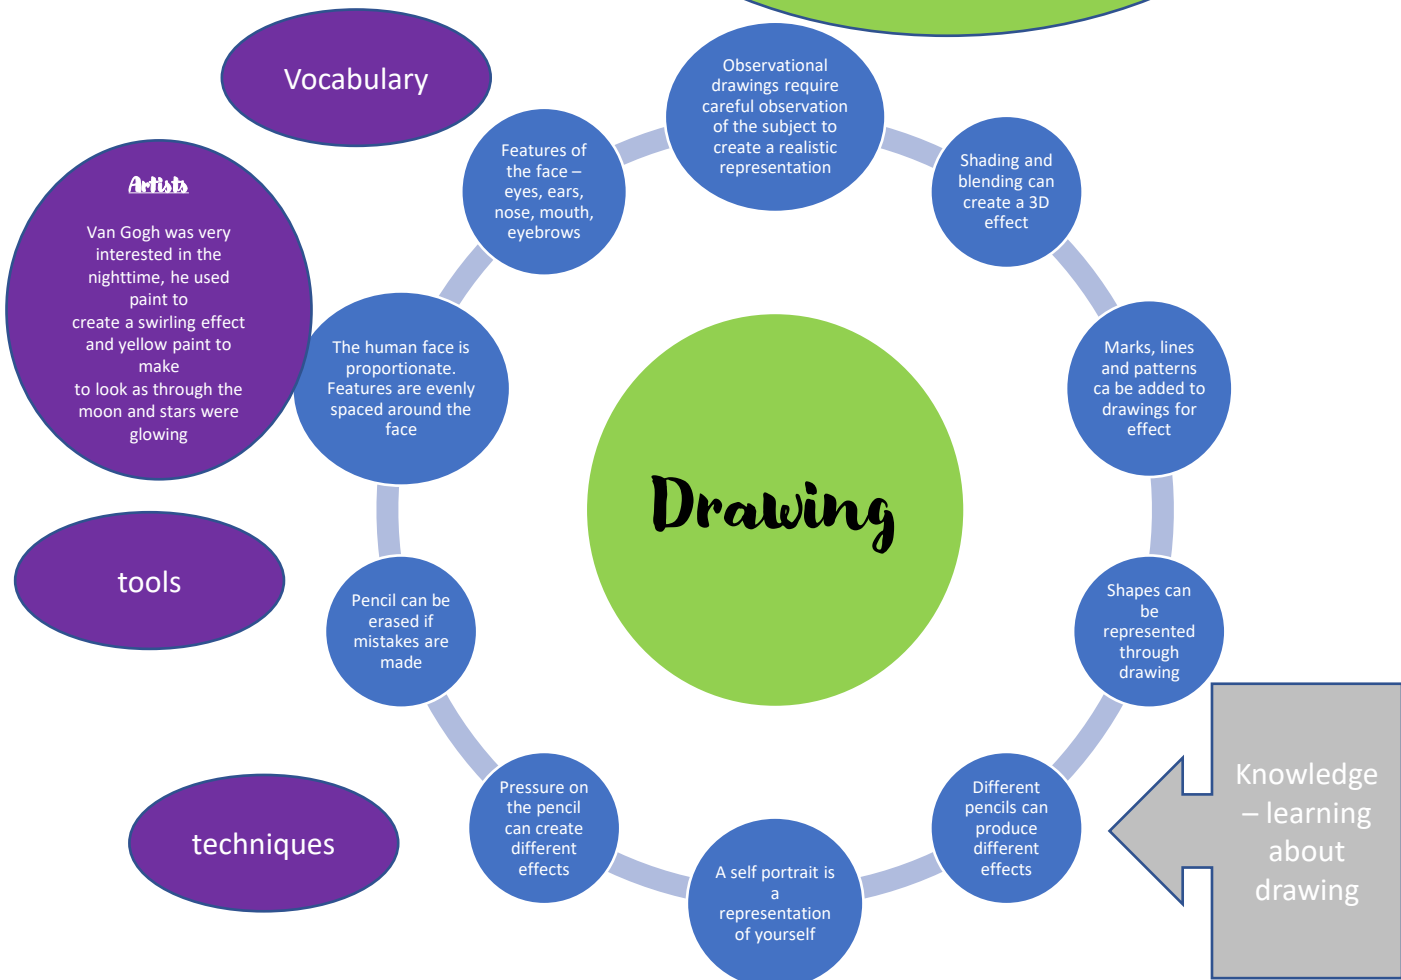 Vocabulary
Observational
drawings require
careful observation
of the subject to
create a realistic
representation
Features of
the face –
eyes, ears,
nose, mouth,
eyebrows
Shading and
blending can
create a 3D
effect
Artists
Van Gogh was very
interested in the
nighttime, he used
paint to
create a swirling effect
and yellow paint to
make
to look as through the
moon and stars were
glowing
The human face is
proportionate.
Features are evenly
spaced around the
face
Marks, lines
and patterns
ca be added to
drawings for
effect
Drawing
tools
Pencil can be
erased if
mistakes are
made
Shapes can
be
represented
through
drawing
Knowledge
– learning
about
drawing
techniques
Pressure on
the pencil
can create
different
effects
Different
pencils can
produce
different
effects
A self portrait is
a
representation
of yourself